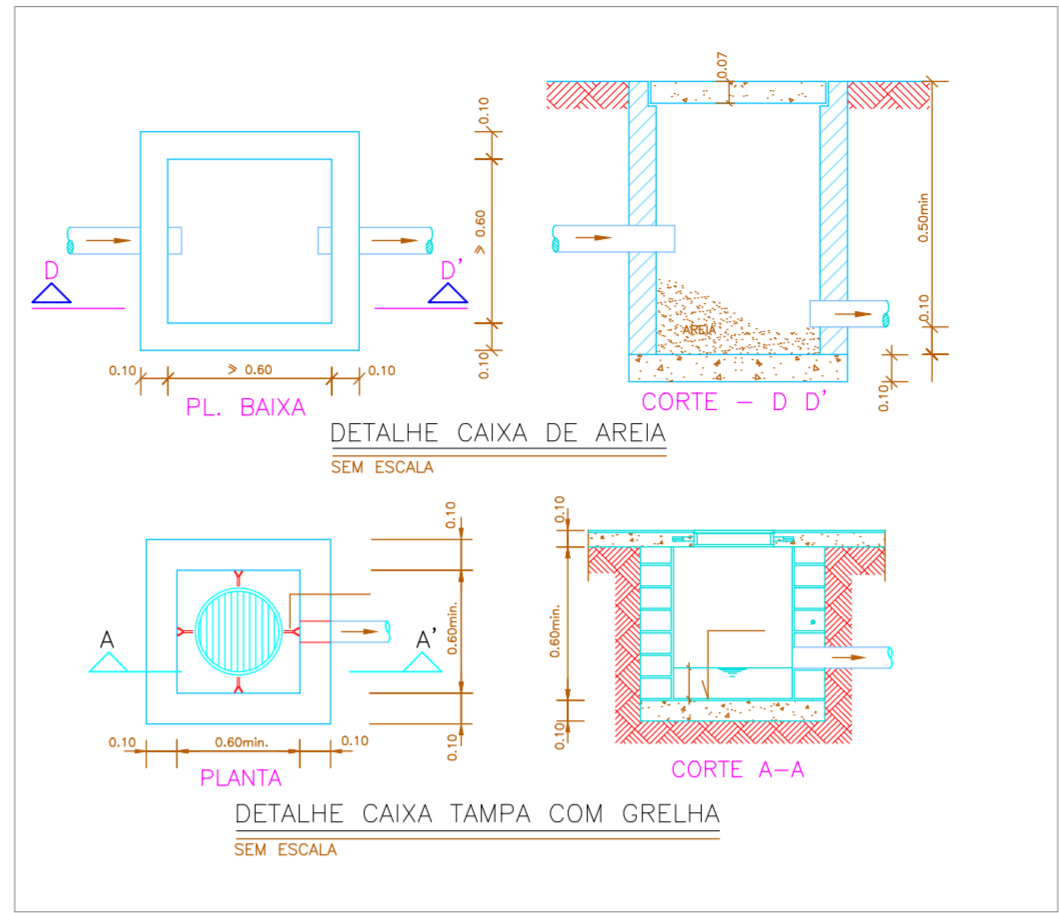 0.10
≥ 0.60
0.10
D
D'
0.10
≥ 0.60
0.10
PL. BAIXA
0.07
0.50min
0.10
0.10
AREIA
CORTE - D D'
DETALHE CAIXA DE AREIA
SEM ESCALA
0.10
0.60min.
0.10
A
A'
0.10
0.60min.
0.10
PLANTA
0.10
0.60min.
0.10
CORTE A-A
DETALHE CAIXA TAMPA COM GRELHA
SEM ESCALA